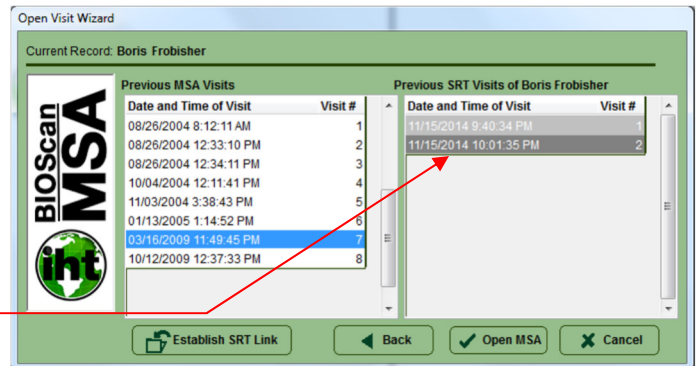 Open Visit Wizard
Current Record: Boris Frobisher
BIOScan
MSA
iht
Previous MSA Visits
Date and Time of Visit Visit #
08/26/2004 8:12:11 AM 1
08/26/2004 12:33:10 PM 2
08/26/2004 12:34:11 PM 3
10/04/2004 12:11:41 PM 4
11/03/2004 3:38:43 PM 5
01/13/2005 1:14:52 PM 6
03/16/2009 11:49:45 PM 7
10/12/2009 12:37:33 PM 8
Previous SRT Visits of Boris Frobisher
Date and Time of Visit Visit #
11/15/2014 9:40:34 PM 1
11/15/2014 10:01:35 PM 2
Establish SRT Link
Back
Open MSA
Cancel